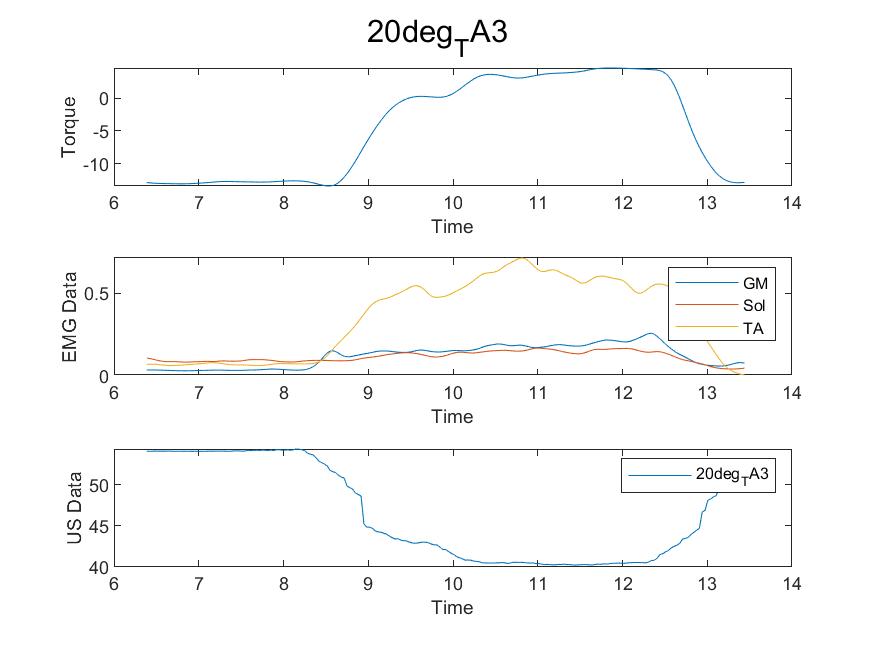 20deg_TA3
0
-5
-10
Torque
6 7 8 9 10 11 12 13 14
Time
0.5
0
EMG Data
GM
Sol
TA
6 7 8 9 10 11 12 13 14
Time
50
45
40
US Data
20deg_TA3
6 7 8 9 10 11 12 13 14
Time